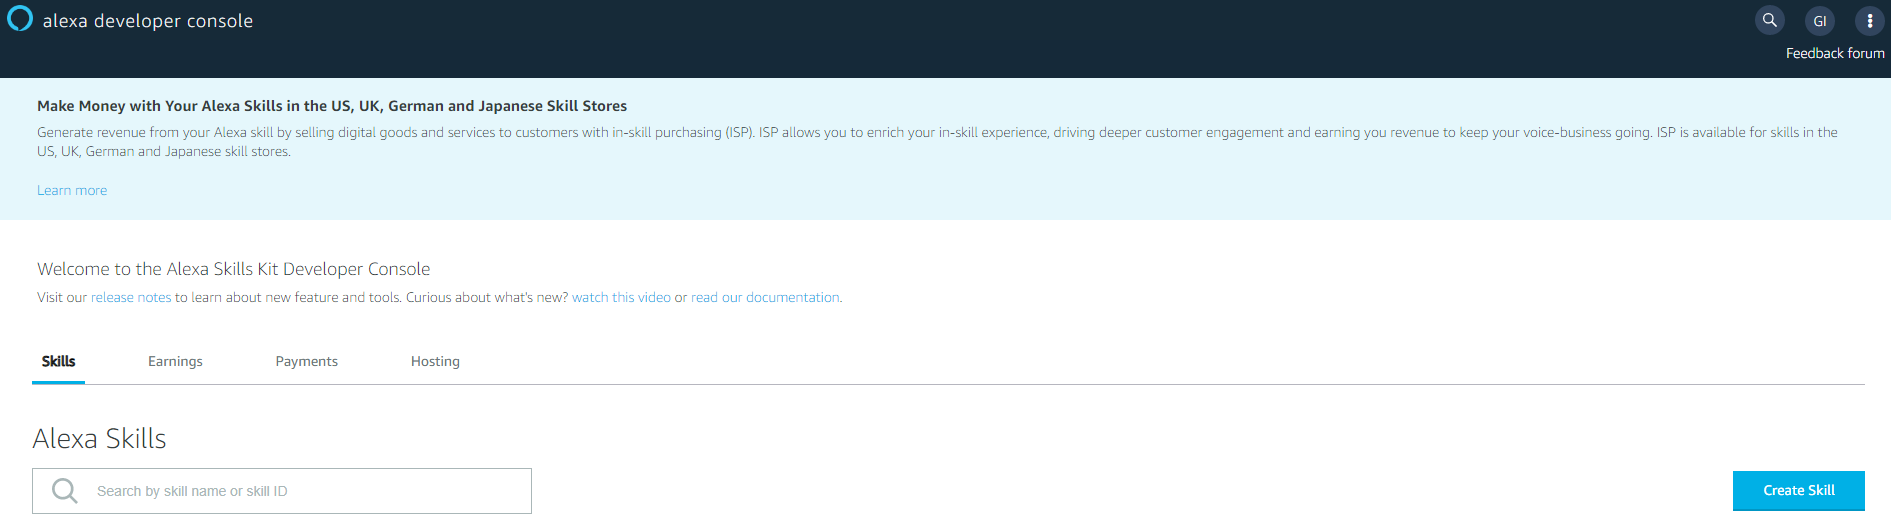 alexa developer console
GI
Feedback forum
Make Money with Your Alexa Skills in the US, UK, German and Japanese Skill Stores
Generate revenue from your Alexa skill by selling digital goods and services to customers with in-skill purchasing (ISP). ISP allows you to enrich your in-skill experience, driving deeper customer engagement and earning you revenue to keep your voice-business going. ISP is available for skills in the
US, UK, German and Japanese skill stores.
Learn more
Welcome to the Alexa Skills Kit Developer Console
Visit our release notes to learn about new feature and tools. Curious about what's new? watch this video or read our documentation.
Skills Earnings Payments Hosting
Alexa Skills
Search by skill name or skill ID
Create Skill